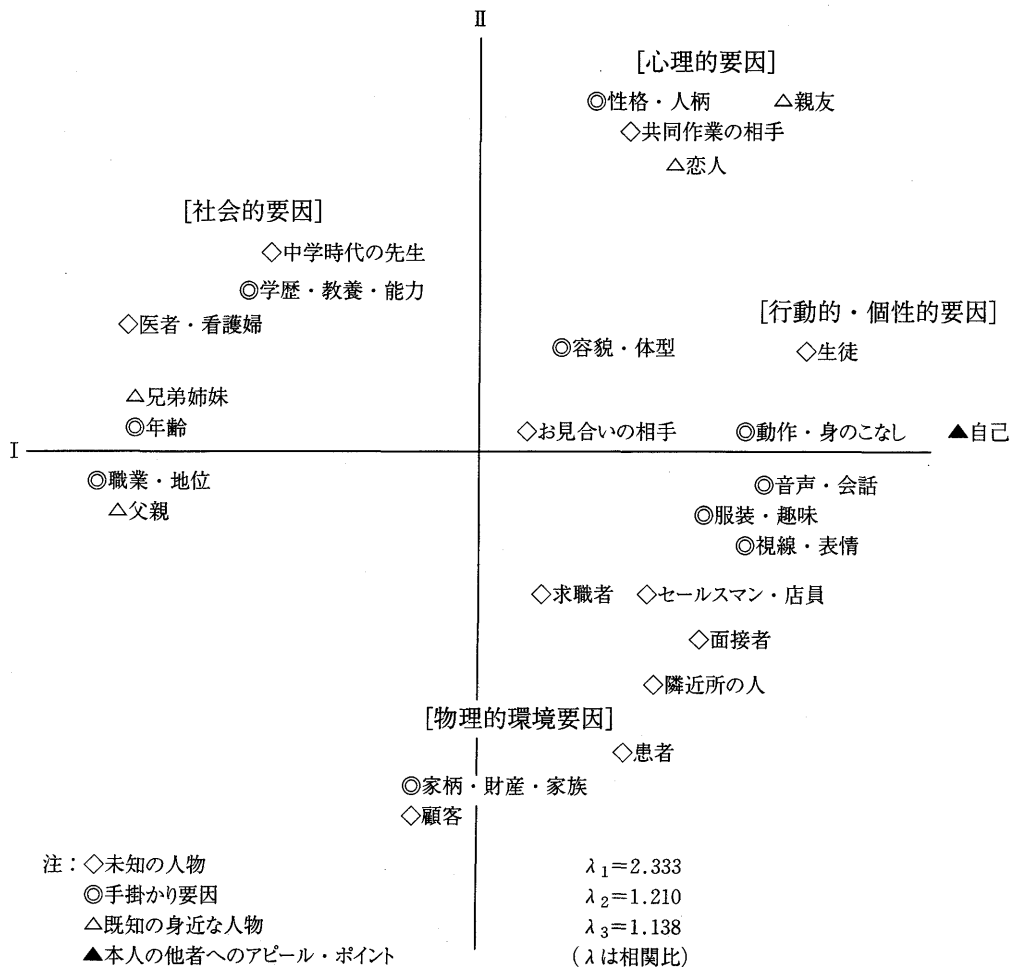 II
[心理的要因]
◎性格・人柄 △親友
◇共同作業の相手
△恋人
[社会的要因]
◇中学時代の先生
◎学歴・教養・能力
◇医者・看護婦
[行動的・個性的要因]
◎容貌・体型 ◇生徒
△兄弟姉妹
◎年齢
◇お見合いの相手 ◎動作・身のこなし ▲自己
I
◎職業・地位
△父親
◎音声・会話
◎服装・趣味
◎視線・表情
◇求職者 ◇セールスマン・店員
◇面接者
◇隣近所の人
[物理的環境要因]
◇患者
◎家柄・財産・家族
◇顧客
注:◇未知の人物
◎手掛かり要因
△既知の身近な人物
▲本人の他者へのアピール・ポイント
λ1=2.333
λ2=1.210
λ3=1.138
(λは相関比)